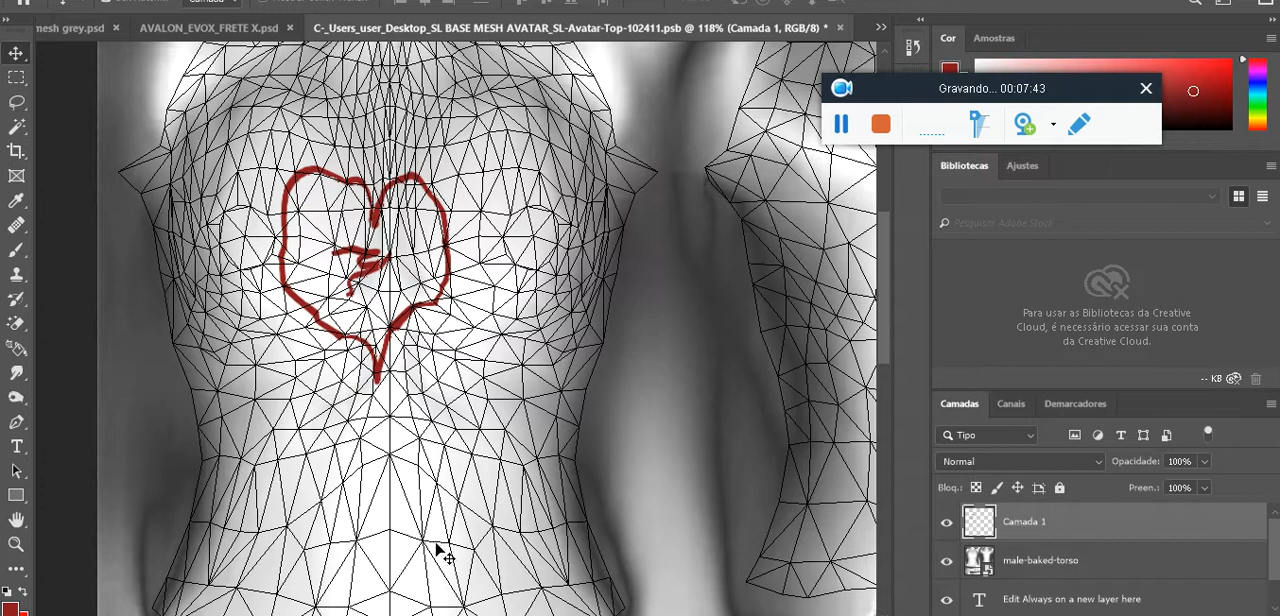 mesh grey.psd × AVALON_EVOX_FRETE X.psd × C-_Users_user_Desktop_SL BASE MESH AVATAR_SL-Avatar-Top-102411.psb @ 118% (Camada 1, RGB/8) * ×
Cor Amostras
Gravando... 00:07:43
Bibliotecas Ajustes
Pesquisar Adobe Stock
Para usar as Bibliotecas da Creative
Cloud, é necessário acessar sua conta
da Creative Cloud.
-- KB
Camadas Canais Demarcadores
Tipo
Normal Opacidade: 100%
Bloq.: Preen.: 100%
Camada 1
male-baked-torso
T Edit Always on a new layer here